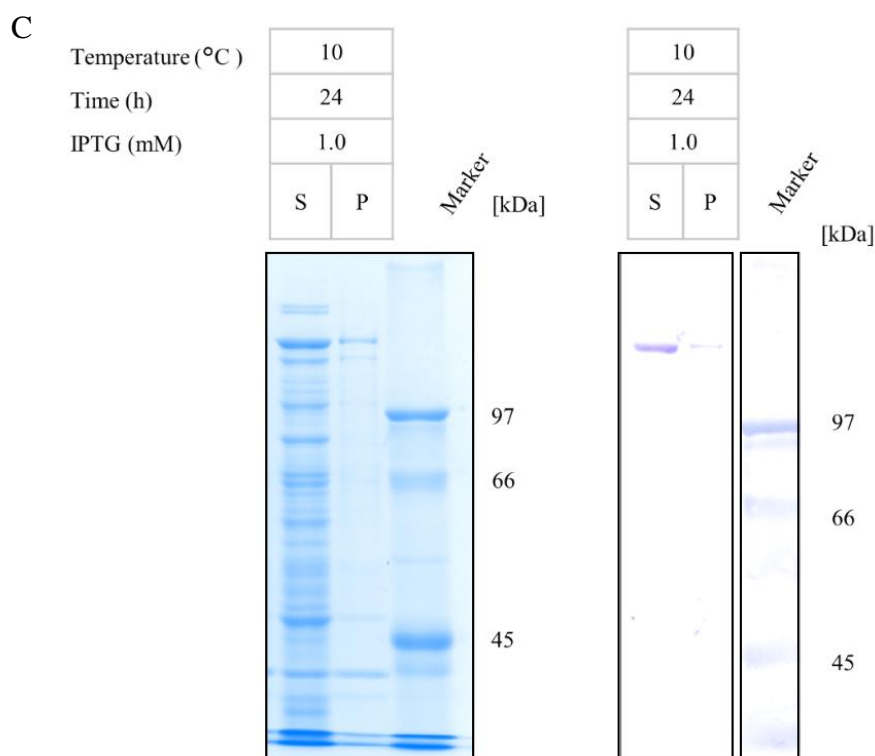 C
Temperature (°C ) 10 10
Time (h) 24 24
IPTG (mM) 1.0 1.0
S P Marker [kDa] S P Marker [kDa]
97 97
66 66
45 45